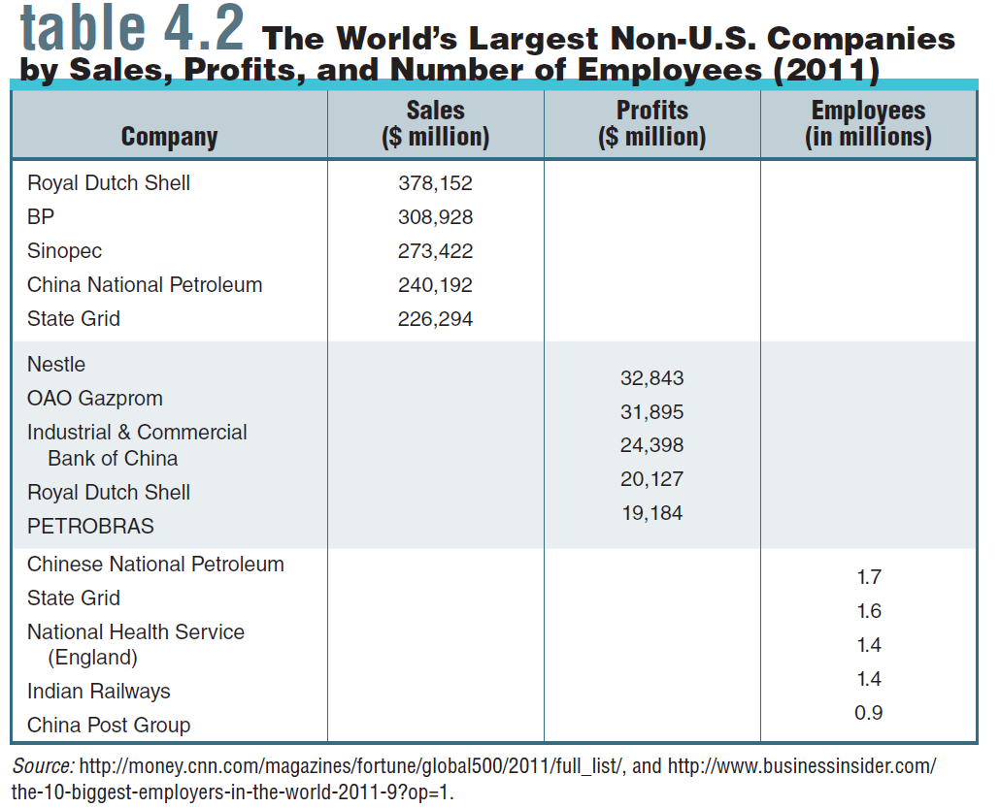 table 4.2 The World's Largest Non-U.S. Companies
by Sales, Profits, and Number of Employees (2011)
Company Sales ($ million) Profits ($ million) Employees (in millions)
Royal Dutch Shell 378,152
BP 308,928
Sinopec 273,422
China National Petroleum 240,192
State Grid 226,294
Nestle 32,843
OAO Gazprom 31,895
Industrial & Commercial
Bank of China 24,398
Royal Dutch Shell 20,127
PETROBRAS 19,184
Chinese National Petroleum 1.7
State Grid 1.6
National Health Service
(England) 1.4
Indian Railways 1.4
China Post Group 0.9
Source: http://money.cnn.com/magazines/fortune/global500/2011/full_list/, and http://www.businessinsider.com/
the-10-biggest-employers-in-the-world-2011-9?op=1.